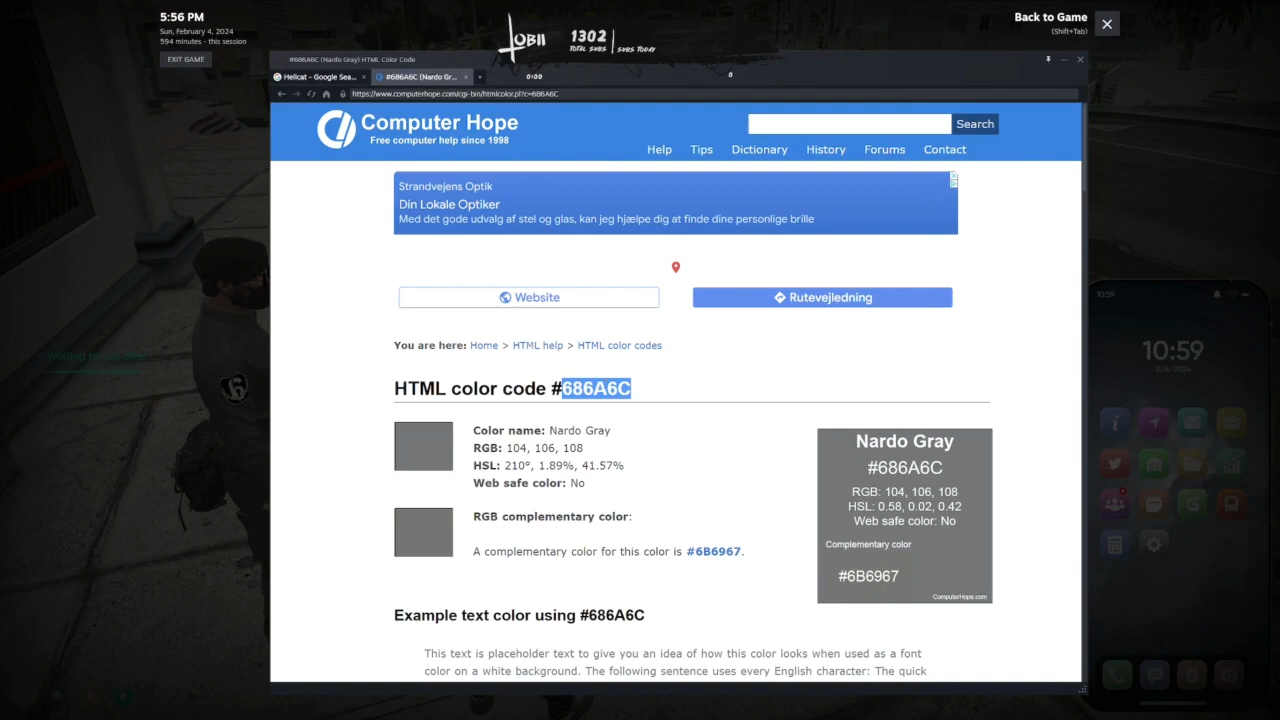 5:56 PM
Sun, February 4, 2024
594 minutes - this session
EXIT GAME
TOBII
1302
TOTAL SUBS
SUBS TODAY
Back to Game
(Shift+Tab)
#686A6C (Nardo Gray) HTML Color Code
Hellcat - Google Sea...
#686A6C (Nardo Gr...
0:00
0
https://www.computerhope.com/cgi-bin/htmlcolor.pl?c=686A6C
Computer Hope
Free computer help since 1998
Search
Help Tips Dictionary History Forums Contact
Strandvejens Optik
Din Lokale Optiker
Med det gode udvalg af stel og glas, kan jeg hjælpe dig at finde dine personlige brille
Website
Rutevejledning
You are here: Home > HTML help > HTML color codes
HTML color code #686A6C
Color name: Nardo Gray
RGB: 104, 106, 108
HSL: 210°, 1.89%, 41.57%
Web safe color: No
RGB complementary color:
A complementary color for this color is #6B6967.
Nardo Gray
#686A6C
RGB: 104, 106, 108
HSL: 0.58, 0.02, 0.42
Web safe color: No
Complementary color
#6B6967
ComputerHope.com
Example text color using #686A6C
This text is placeholder text to give you an idea of how this color looks when used as a font
color on a white background. The following sentence uses every English character: The quick
10:59
10:59
2/4/2024